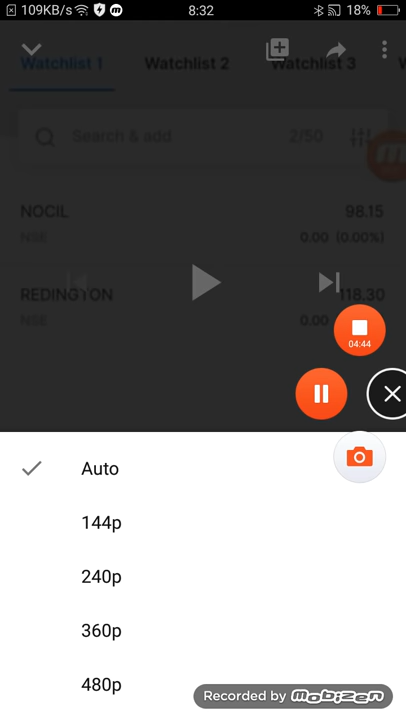 109KB/s 8:32 18%
Watchlist 1 Watchlist 2 Watchlist 3
Search & add 2/50
NOCIL 98.15
NSE 0.00 (0.00%)
REDINGTON 118.30
NSE 0.00
04:44
Auto
144p
240p
360p
480p
Recorded by mobizen